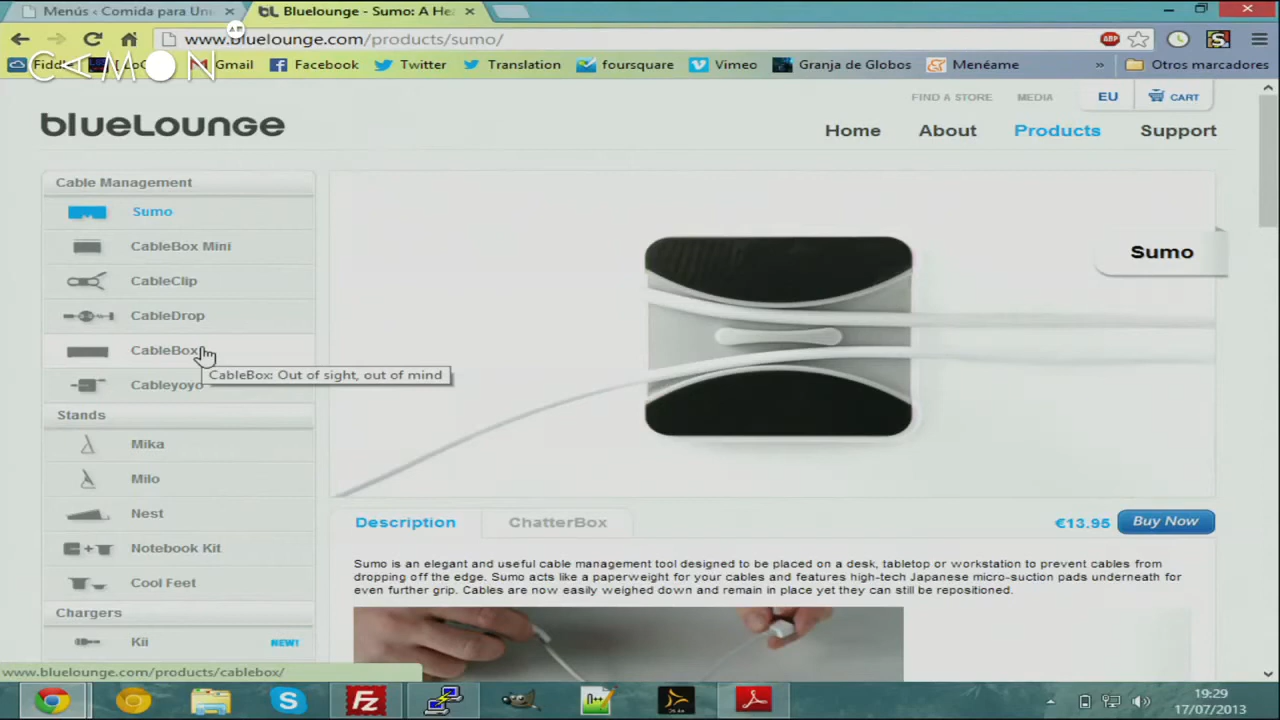 Menús « Comida para Un
Bluelounge - Sumo: A He
www.bluelounge.com/products/sumo/
ABP
CAMON
Fiddle
Gmail
Facebook
Twitter
Translation
foursquare
Vimeo
Granja de Globos
Menéame
»
Otros marcadores
FIND A STORE
MEDIA
EU
CART
blueLounge
Home
About
Products
Support
Cable Management
Sumo
CableBox Mini
CableClip
CableDrop
CableBox
CableBox: Out of sight, out of mind
Cableyoyo
Stands
Mika
Milo
Nest
Notebook Kit
Cool Feet
Chargers
Kii NEW!
Sumo
Description
ChatterBox
€13.95
Buy Now
Sumo is an elegant and useful cable management tool designed to be placed on a desk, tabletop or workstation to prevent cables from
dropping off the edge. Sumo acts like a paperweight for your cables and features high-tech Japanese micro-suction pads underneath for
even further grip. Cables are now easily weighed down and remain in place yet they can still be repositioned.
www.bluelounge.com/products/cablebox/
19:29
17/07/2013